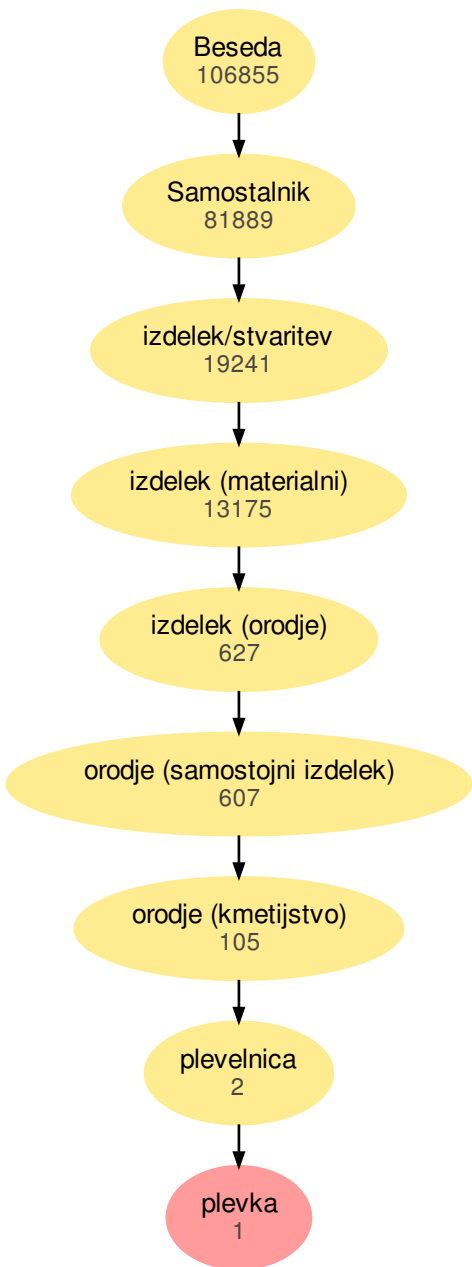 Beseda
106855
Samostalnik
81889
izdelek/stvaritev
19241
izdelek (materialni)
13175
izdelek (orodje)
627
orodje (samostojni izdelek)
607
orodje (kmetijstvo)
105
plevelnica
2
plevka
1